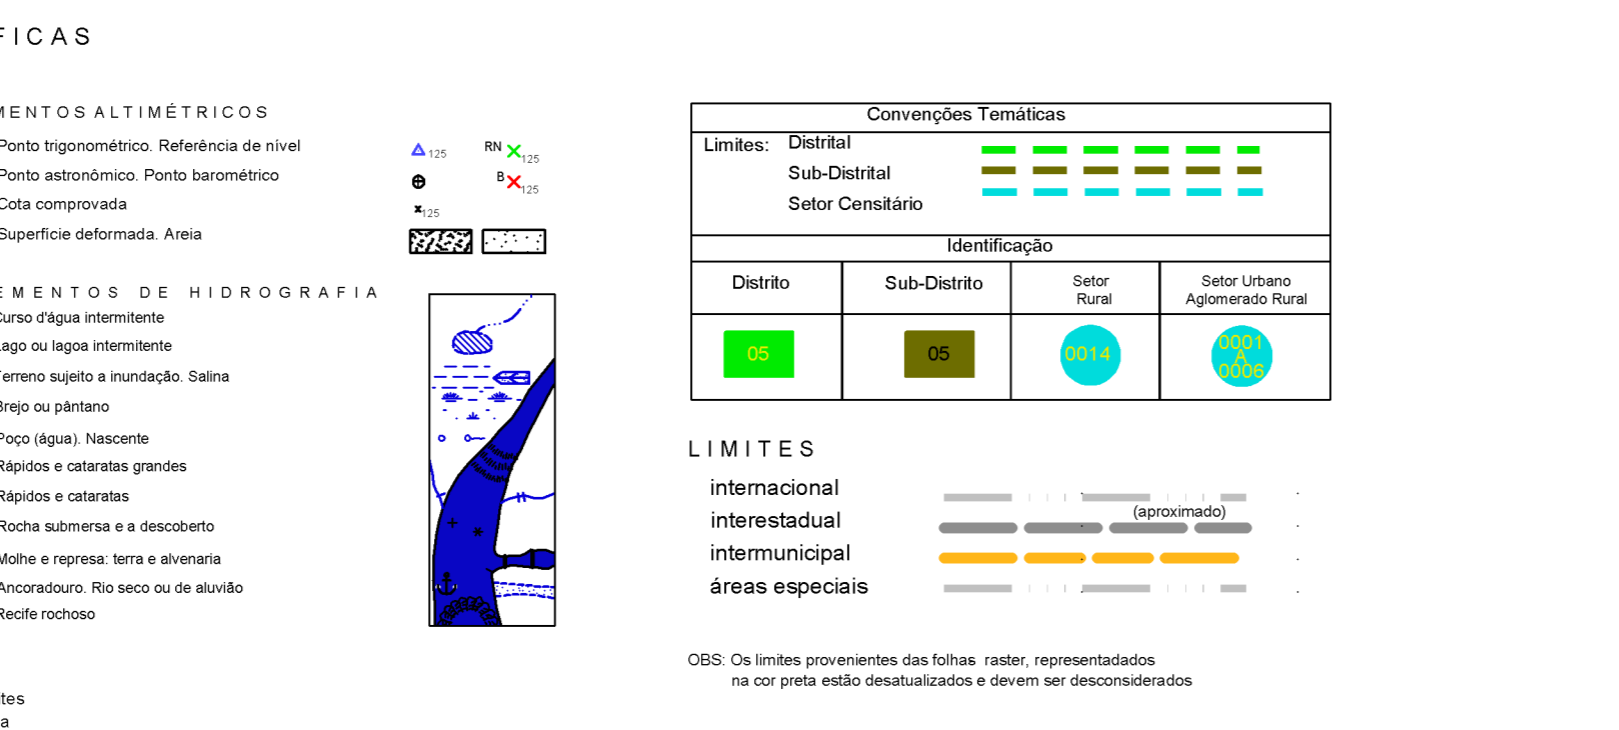 FICAS
MENTOS ALTIMÉTRICOS
Ponto trigonométrico. Referência de nível
125
RN
125
Ponto astronômico. Ponto barométrico
B
125
Cota comprovada
125
Superfície deformada. Areia
EMENTOS DE HIDROGRAFIA
Curso d'água intermitente
Lago ou lagoa intermitente
Terreno sujeito a inundação. Salina
Brejo ou pântano
Poço (água). Nascente
Rápidos e cataratas grandes
Rápidos e cataratas
Rocha submersa e a descoberto
Molhe e represa: terra e alvenaria
Ancoradouro. Rio seco ou de aluvião
Recife rochoso
ites
a
Convenções Temáticas
Limites: Distrital
Sub-Distrital
Setor Censitário
Identificação
Distrito
Sub-Distrito
Setor
Rural
Setor Urbano
Aglomerado Rural
05
05
0014
0001
A
0006
LIMITES
internacional
(aproximado)
interestadual
intermunicipal
áreas especiais
OBS: Os limites provenientes das folhas raster, representadados
na cor preta estão desatualizados e devem ser desconsiderados